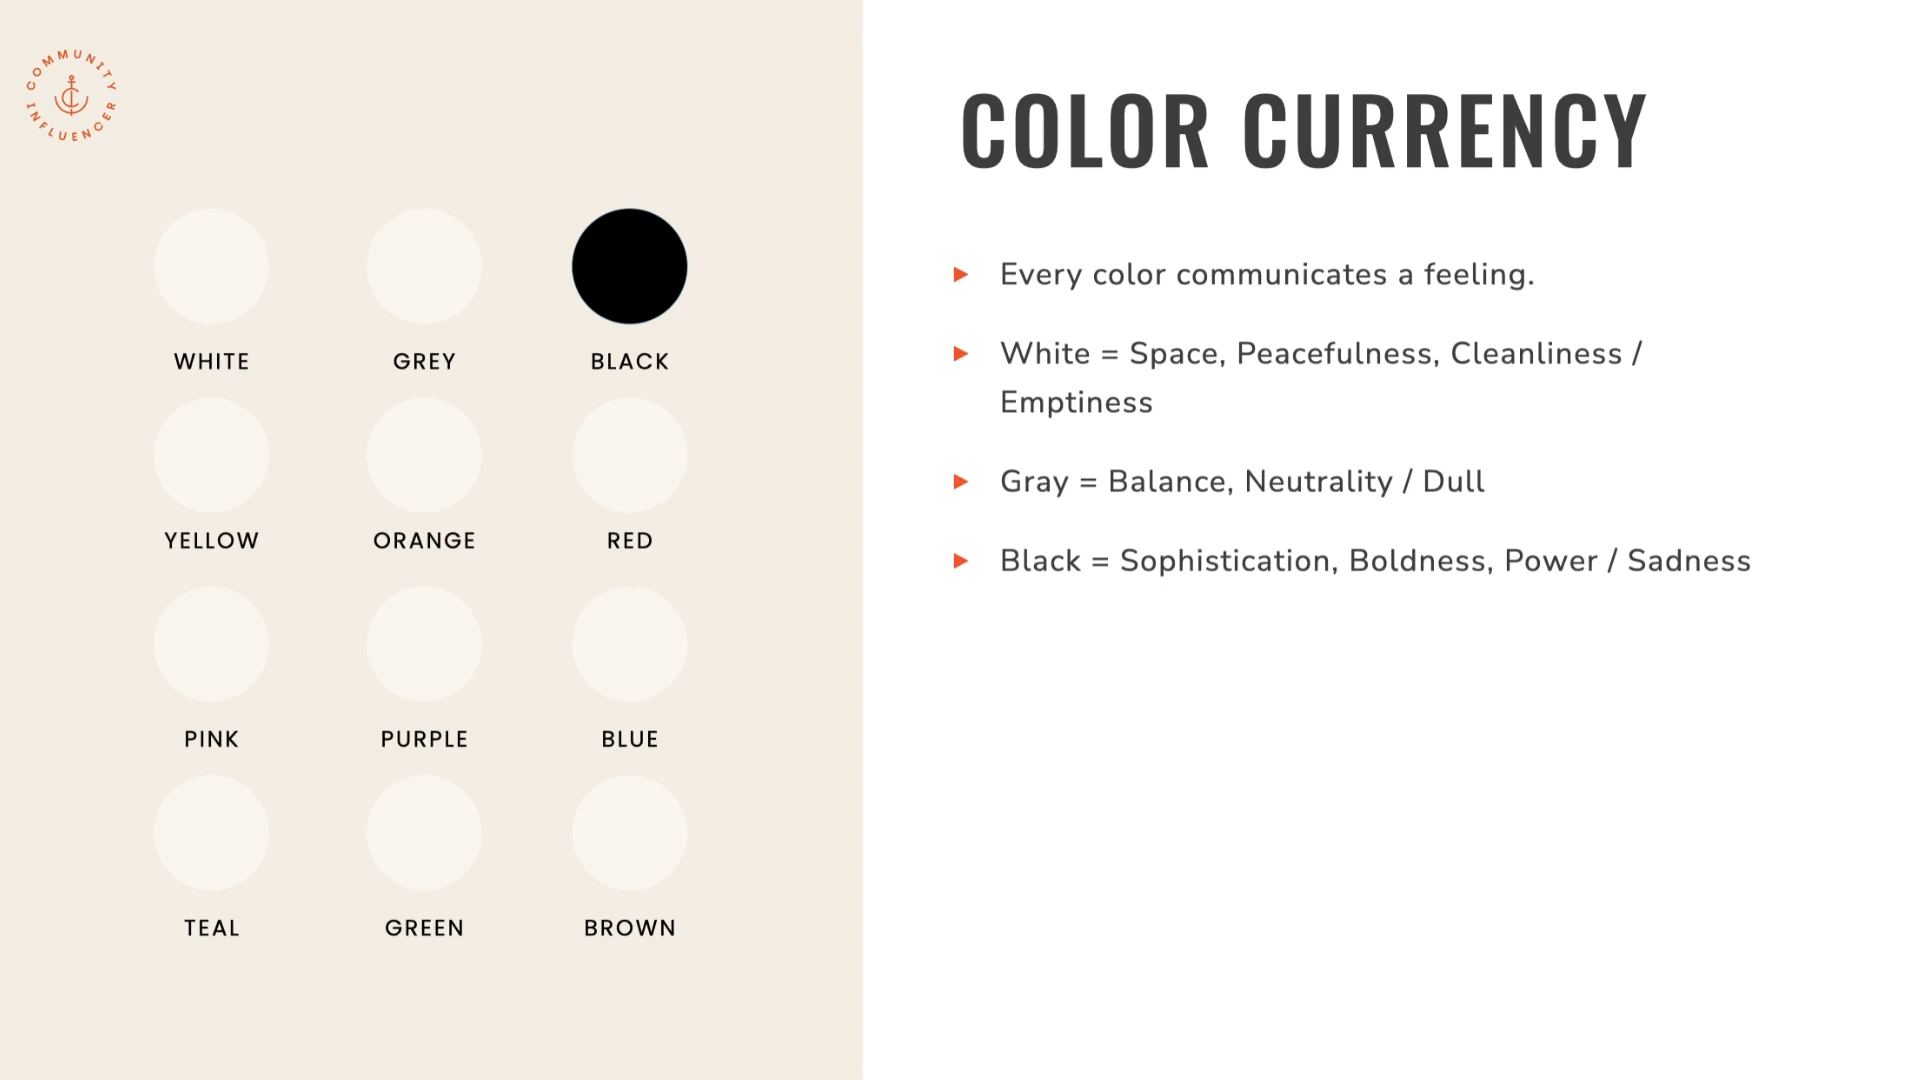 COMMUNITY INFLUENCER
WHITE GREY BLACK
YELLOW ORANGE RED
PINK PURPLE BLUE
TEAL GREEN BROWN
COLOR CURRENCY
Every color communicates a feeling.
White = Space, Peacefulness, Cleanliness /
Emptiness
Gray = Balance, Neutrality / Dull
Black = Sophistication, Boldness, Power / Sadness